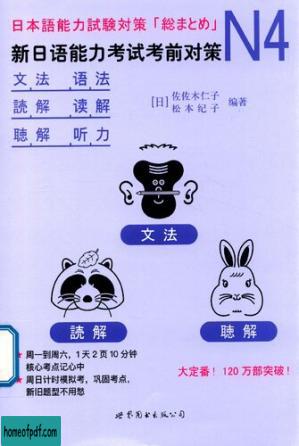 日本語能力試験対策「総まとめ」
新日语能力考试考前对策 N4
文法 语法
読解 读解
聴解 听力
[日] 佐佐木仁子
松本纪子 编著
文法
読解
聴解
★ 周一到周六，1天2页10分钟
核心考点记心中
★ 周日计时模拟考，巩固考点，
新旧题型不用愁
大定番！120万部突破！
世界图书出版公司
homeofpdf.com